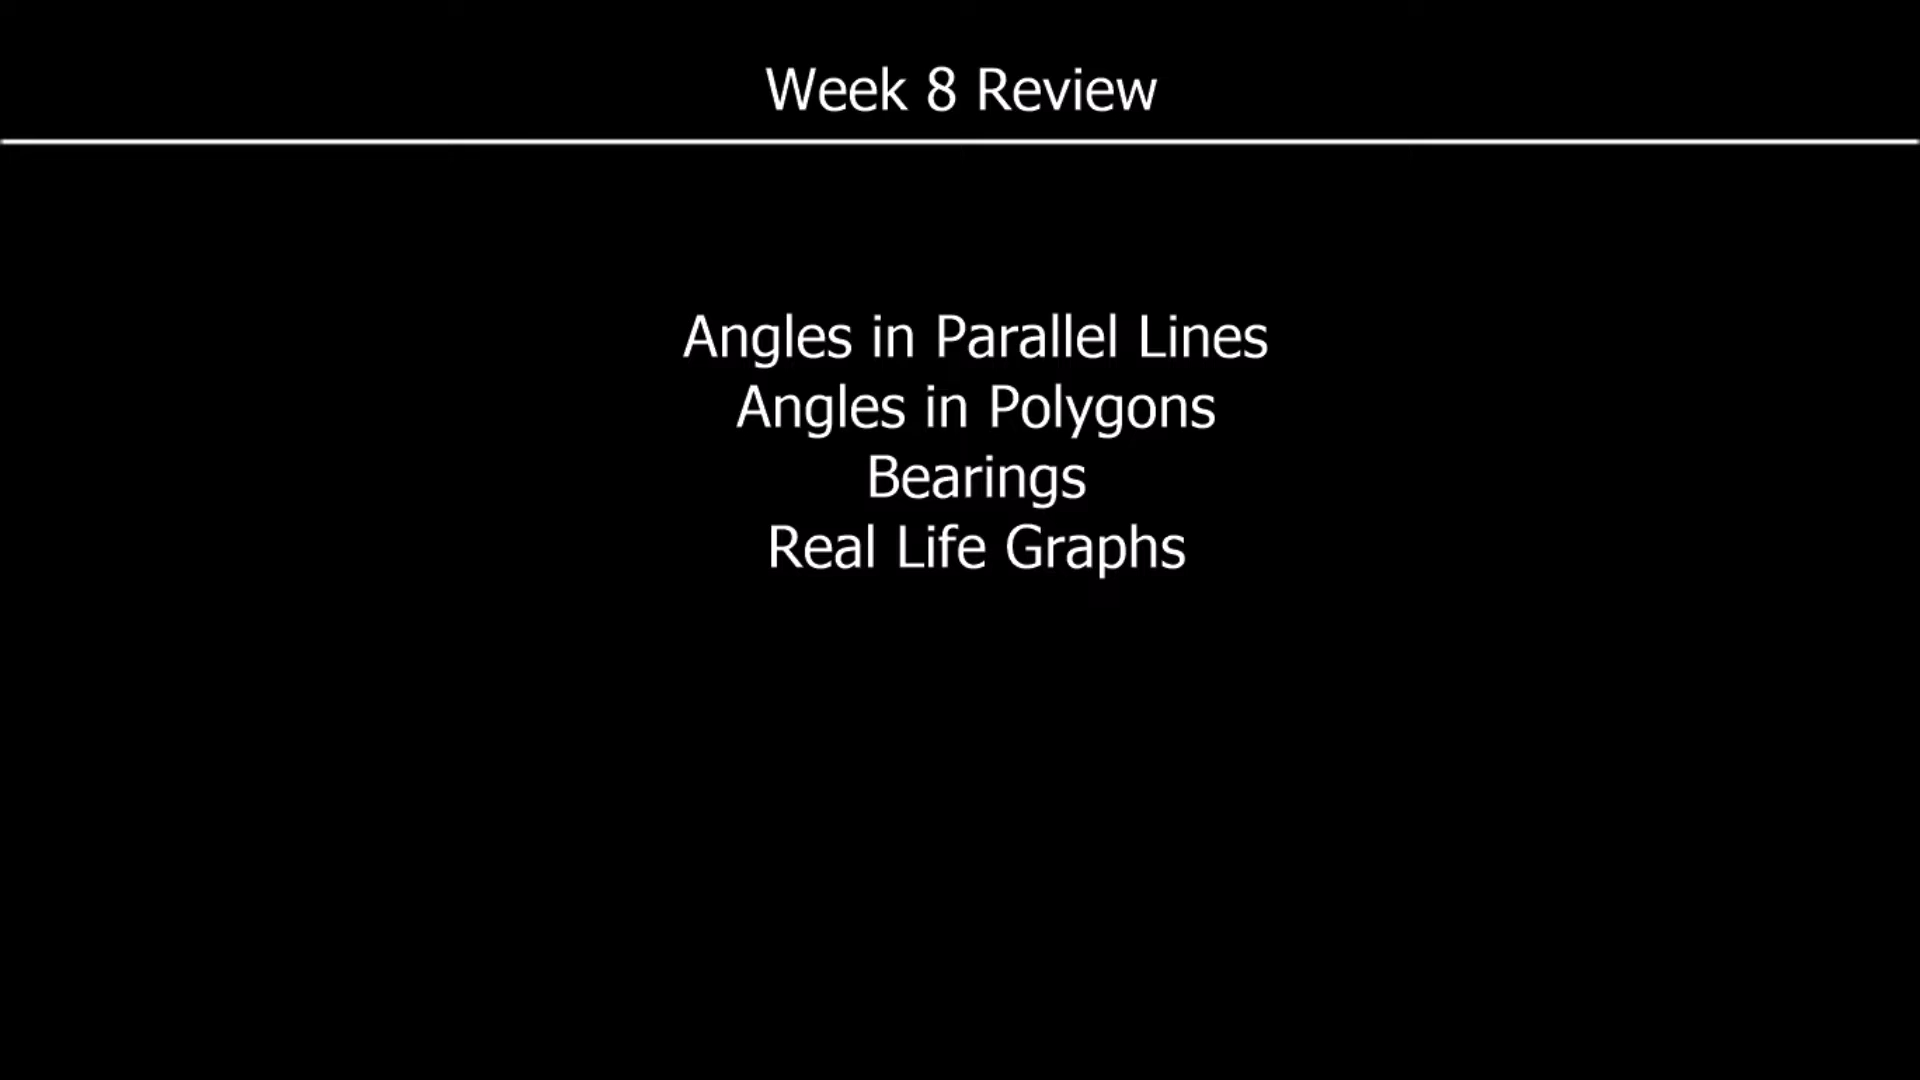 Week 8 Review
Angles in Parallel Lines
Angles in Polygons
Bearings
Real Life Graphs